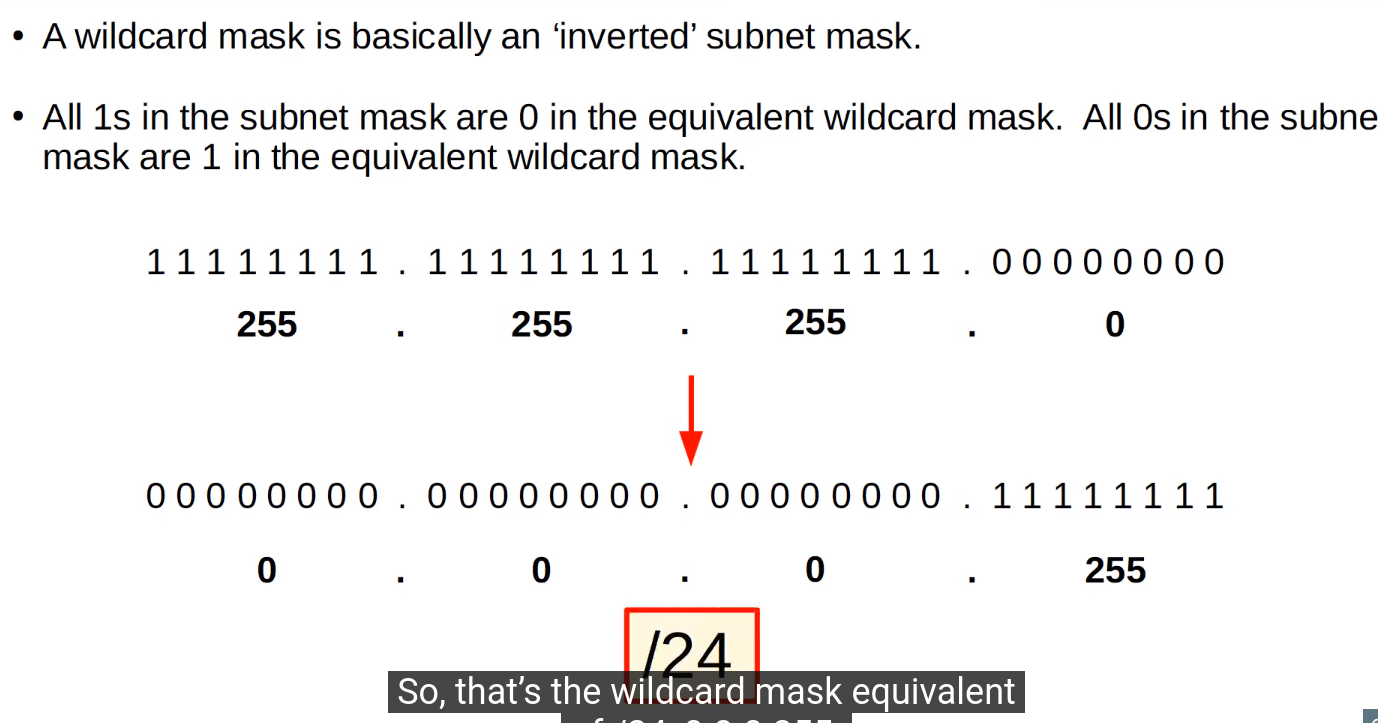 • A wildcard mask is basically an ‘inverted’ subnet mask.
• All 1s in the subnet mask are 0 in the equivalent wildcard mask. All 0s in the subne
mask are 1 in the equivalent wildcard mask.
1 1 1 1 1 1 1 1 . 1 1 1 1 1 1 1 1 . 1 1 1 1 1 1 1 1 . 0 0 0 0 0 0 0 0
255 . 255 . 255 . 0
0 0 0 0 0 0 0 0 . 0 0 0 0 0 0 0 0 . 0 0 0 0 0 0 0 0 . 1 1 1 1 1 1 1 1
0 . 0 . 0 . 255
/24
So, that’s the wildcard mask equivalent